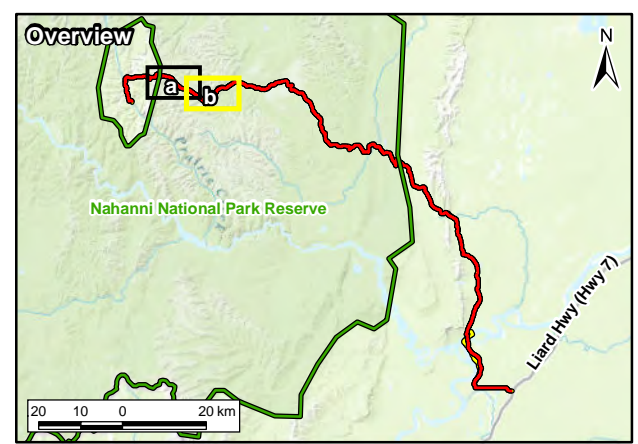 Overview
N
a
b
Nahanni National Park Reserve
Liard Hwy (Hwy 7)
20 10 0 20 km